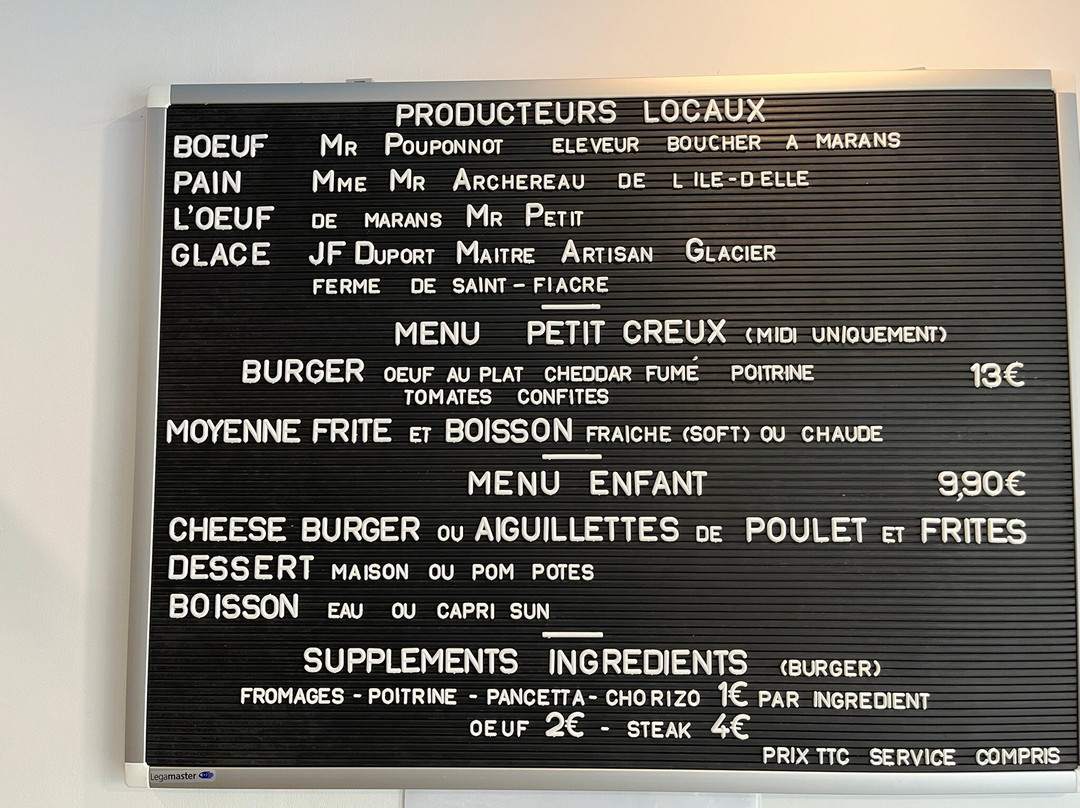 PRODUCTEURS LOCAUX
BOEUF MR POUPONNOT ELEVEUR BOUCHER A MARANS
PAIN MME MR ARCHEREAU DE L ILE-D ELLE
L'OEUF DE MARANS MR PETIT
GLACE JF DUPORT MAITRE ARTISAN GLACIER
FERME DE SAINT-FIACRE
MENU PETIT CREUX (MIDI UNIQUEMENT)
BURGER OEUF AU PLAT CHEDDAR FUMÉ POITRINE 13€
TOMATES CONFITES
MOYENNE FRITE ET BOISSON FRAICHE (SOFT) OU CHAUDE
MENU ENFANT 9,90€
CHEESE BURGER OU AIGUILLETTES DE POULET ET FRITES
DESSERT MAISON OU POM POTES
BOISSON EAU OU CAPRI SUN
SUPPLEMENTS INGREDIENTS (BURGER)
FROMAGES - POITRINE - PANCETTA - CHORIZO 1€ PAR INGREDIENT
OEUF 2€ - STEAK 4€
PRIX TTC SERVICE COMPRIS
Legamaster